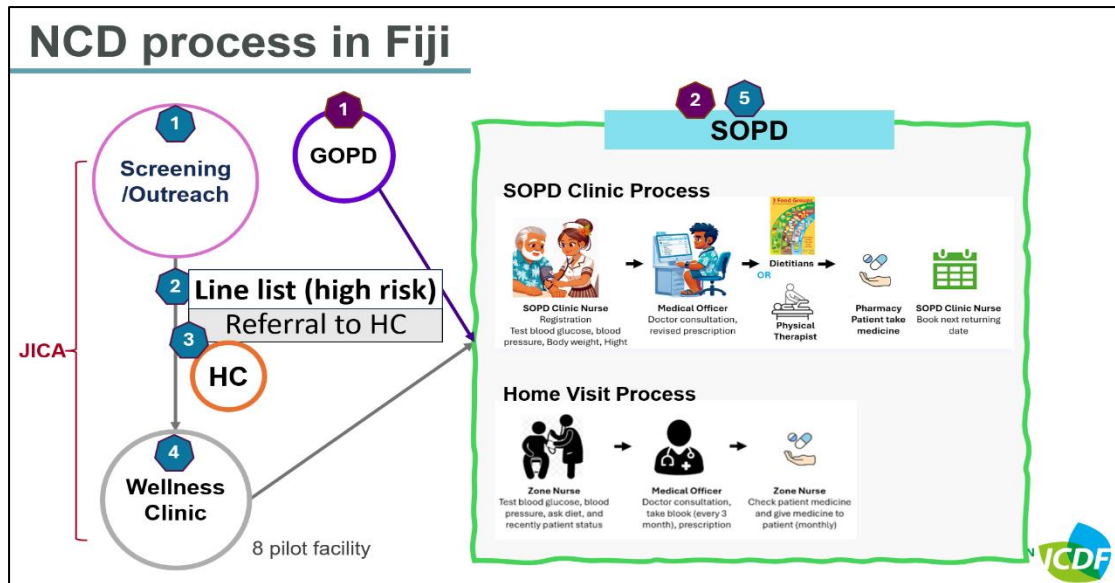 NCD process in Fiji
1
Screening
/Outreach
1
GOPD
2
Line list (high risk)
Referral to HC
3
HC
JICA
4
Wellness
Clinic
8 pilot facility
2
5
SOPD
SOPD Clinic Process
3 Food Groups
SOPD Clinic Nurse
Registration
Test blood glucose, blood
pressure, Body weight, Hight
Medical Officer
Doctor consultation,
revised prescription
Dietitians
OR
Physical
Therapist
Pharmacy
Patient take
medicine
SOPD Clinic Nurse
Book next returning
date
Home Visit Process
Zone Nurse
Test blood glucose, blood
pressure, ask diet, and
recently patient status
Medical Officer
Doctor consultation,
take blook (every 3
month), prescription
Zone Nurse
Check patient medicine
and give medicine to
patient (monthly)
N
ICDF